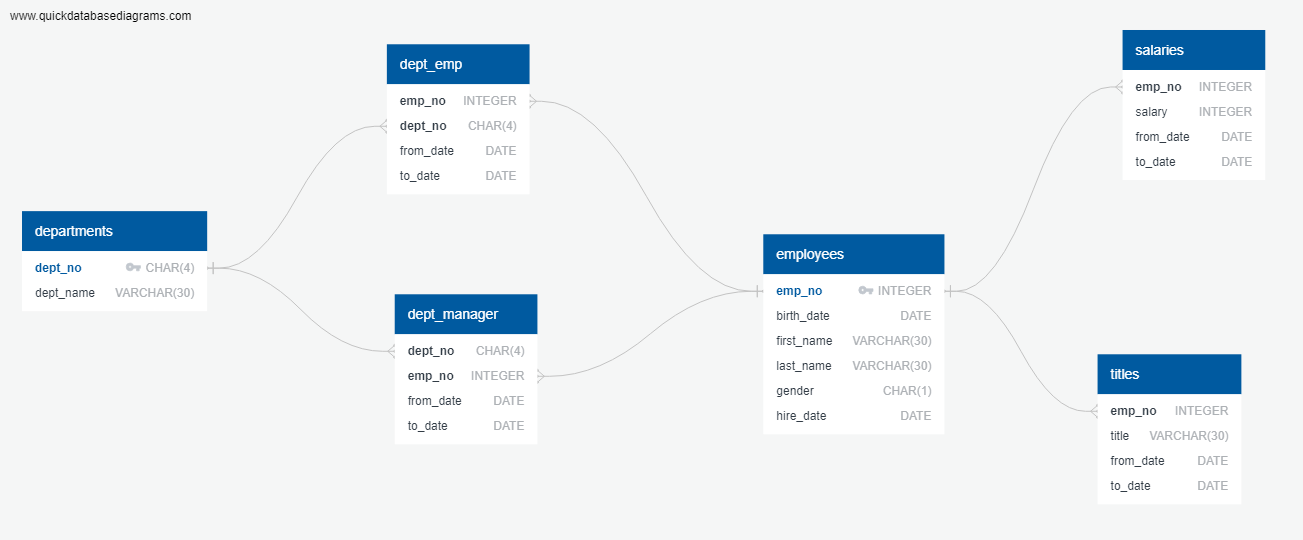 www.quickdatabasediagrams.com
dept_emp
emp_no INTEGER
dept_no CHAR(4)
from_date DATE
to_date DATE
salaries
emp_no INTEGER
salary INTEGER
from_date DATE
to_date DATE
departments
dept_no CHAR(4)
dept_name VARCHAR(30)
employees
emp_no INTEGER
birth_date DATE
first_name VARCHAR(30)
last_name VARCHAR(30)
gender CHAR(1)
hire_date DATE
dept_manager
dept_no CHAR(4)
emp_no INTEGER
from_date DATE
to_date DATE
titles
emp_no INTEGER
title VARCHAR(30)
from_date DATE
to_date DATE